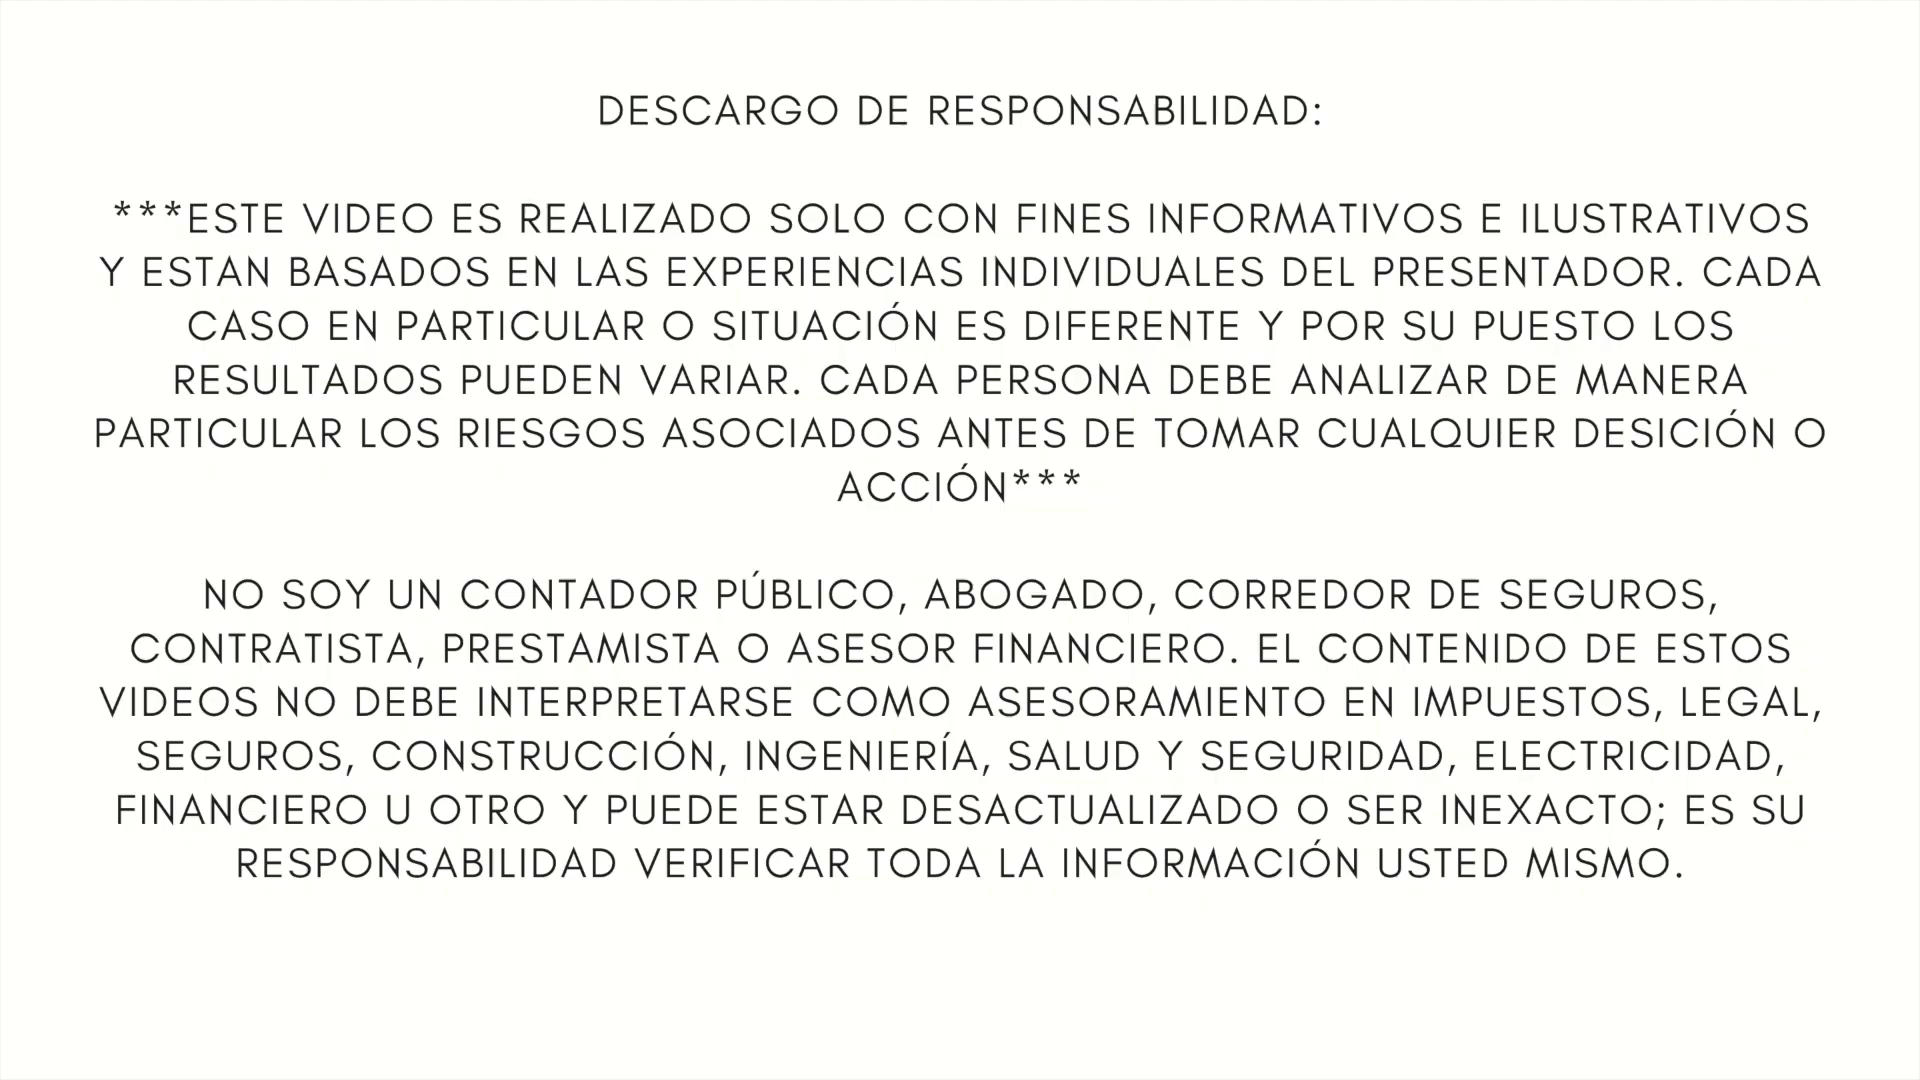 DESCARGO DE RESPONSABILIDAD:
***ESTE VIDEO ES REALIZADO SOLO CON FINES INFORMATIVOS E ILUSTRATIVOS
Y ESTAN BASADOS EN LAS EXPERIENCIAS INDIVIDUALES DEL PRESENTADOR. CADA
CASO EN PARTICULAR O SITUACIÓN ES DIFERENTE Y POR SU PUESTO LOS
RESULTADOS PUEDEN VARIAR. CADA PERSONA DEBE ANALIZAR DE MANERA
PARTICULAR LOS RIESGOS ASOCIADOS ANTES DE TOMAR CUALQUIER DESICIÓN O
ACCIÓN***
NO SOY UN CONTADOR PÚBLICO, ABOGADO, CORREDOR DE SEGUROS,
CONTRATISTA, PRESTAMISTA O ASESOR FINANCIERO. EL CONTENIDO DE ESTOS
VIDEOS NO DEBE INTERPRETARSE COMO ASESORAMIENTO EN IMPUESTOS, LEGAL,
SEGUROS, CONSTRUCCIÓN, INGENIERÍA, SALUD Y SEGURIDAD, ELECTRICIDAD,
FINANCIERO U OTRO Y PUEDE ESTAR DESACTUALIZADO O SER INEXACTO; ES SU
RESPONSABILIDAD VERIFICAR TODA LA INFORMACIÓN USTED MISMO.